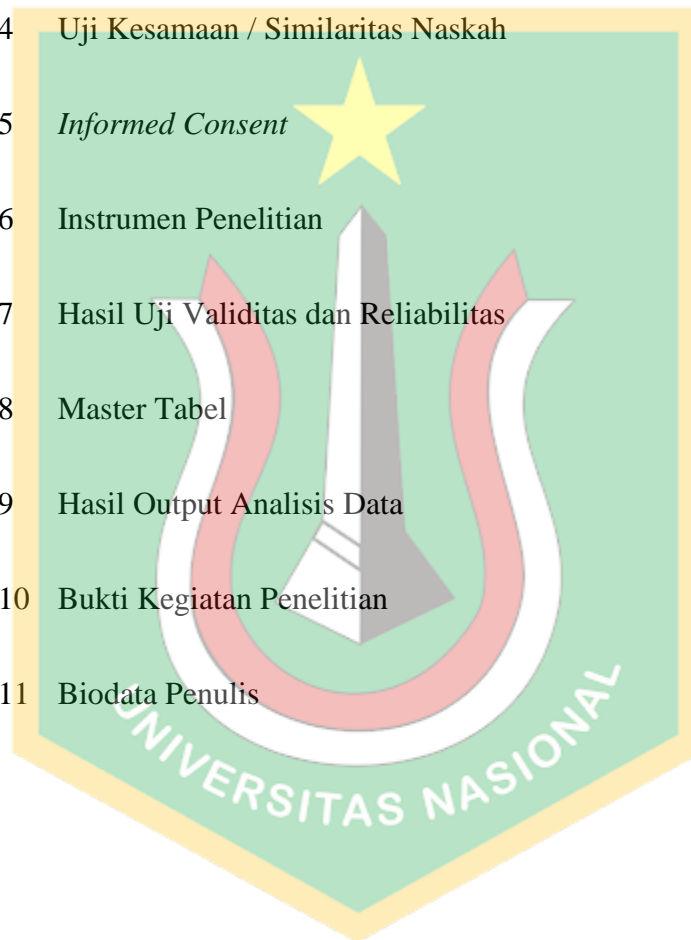 4 Uji Kesamaan / Similaritas Naskah
5 Informed Consent
6 Instrumen Penelitian
7 Hasil Uji Validitas dan Reliabilitas
8 Master Tabel
9 Hasil Output Analisis Data
10 Bukti Kegiatan Penelitian
11 Biodata Penulis
UNIVERSITAS NASIONAL